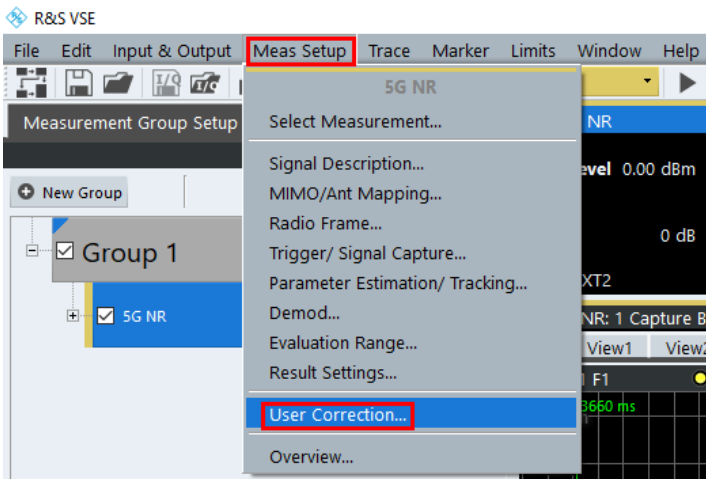 R&S VSE
File Edit Input & Output Meas Setup Trace Marker Limits Window Help
I/Q I/Q
5G NR
Measurement Group Setup
Select Measurement...
NR
Signal Description...
evel 0.00 dBm
New Group
MIMO/Ant Mapping...
Radio Frame...
0 dB
Group 1
Trigger/ Signal Capture...
Parameter Estimation/ Tracking...
XT2
5G NR
Demod...
NR: 1 Capture B
Evaluation Range...
View1 View2
Result Settings...
1 F1
User Correction...
3660 ms
Overview...